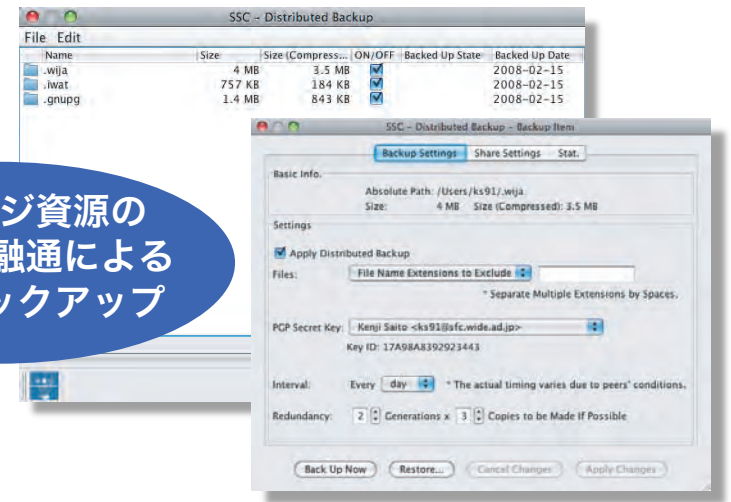 SSC - Distributed Backup
File Edit
Name Size Size (Compress... ON/OFF Backed Up State Backed Up Date
.wija 4 MB 3.5 MB 2008-02-15
.iwat 757 KB 184 KB 2008-02-15
.gnupg 1.4 MB 843 KB 2008-02-15
ジ資源の
融通による
ックアップ
SSC - Distributed Backup - Backup Item
Backup Settings Share Settings Stat.
Basic Info.
Absolute Path: /Users/ks91/.wija
Size: 4 MB Size (Compressed): 3.5 MB
Settings
Apply Distributed Backup
Files: File Name Extensions to Exclude
* Separate Multiple Extensions by Spaces.
PGP Secret Key: Kenji Saito <ks91@sfc.wide.ad.jp>
Key ID: 17A98A8392923443
Interval: Every day * The actual timing varies due to peers' conditions.
Redundancy: 2 Generations x 3 Copies to be Made If Possible
Back Up Now Restore... Cancel Changes Apply Changes